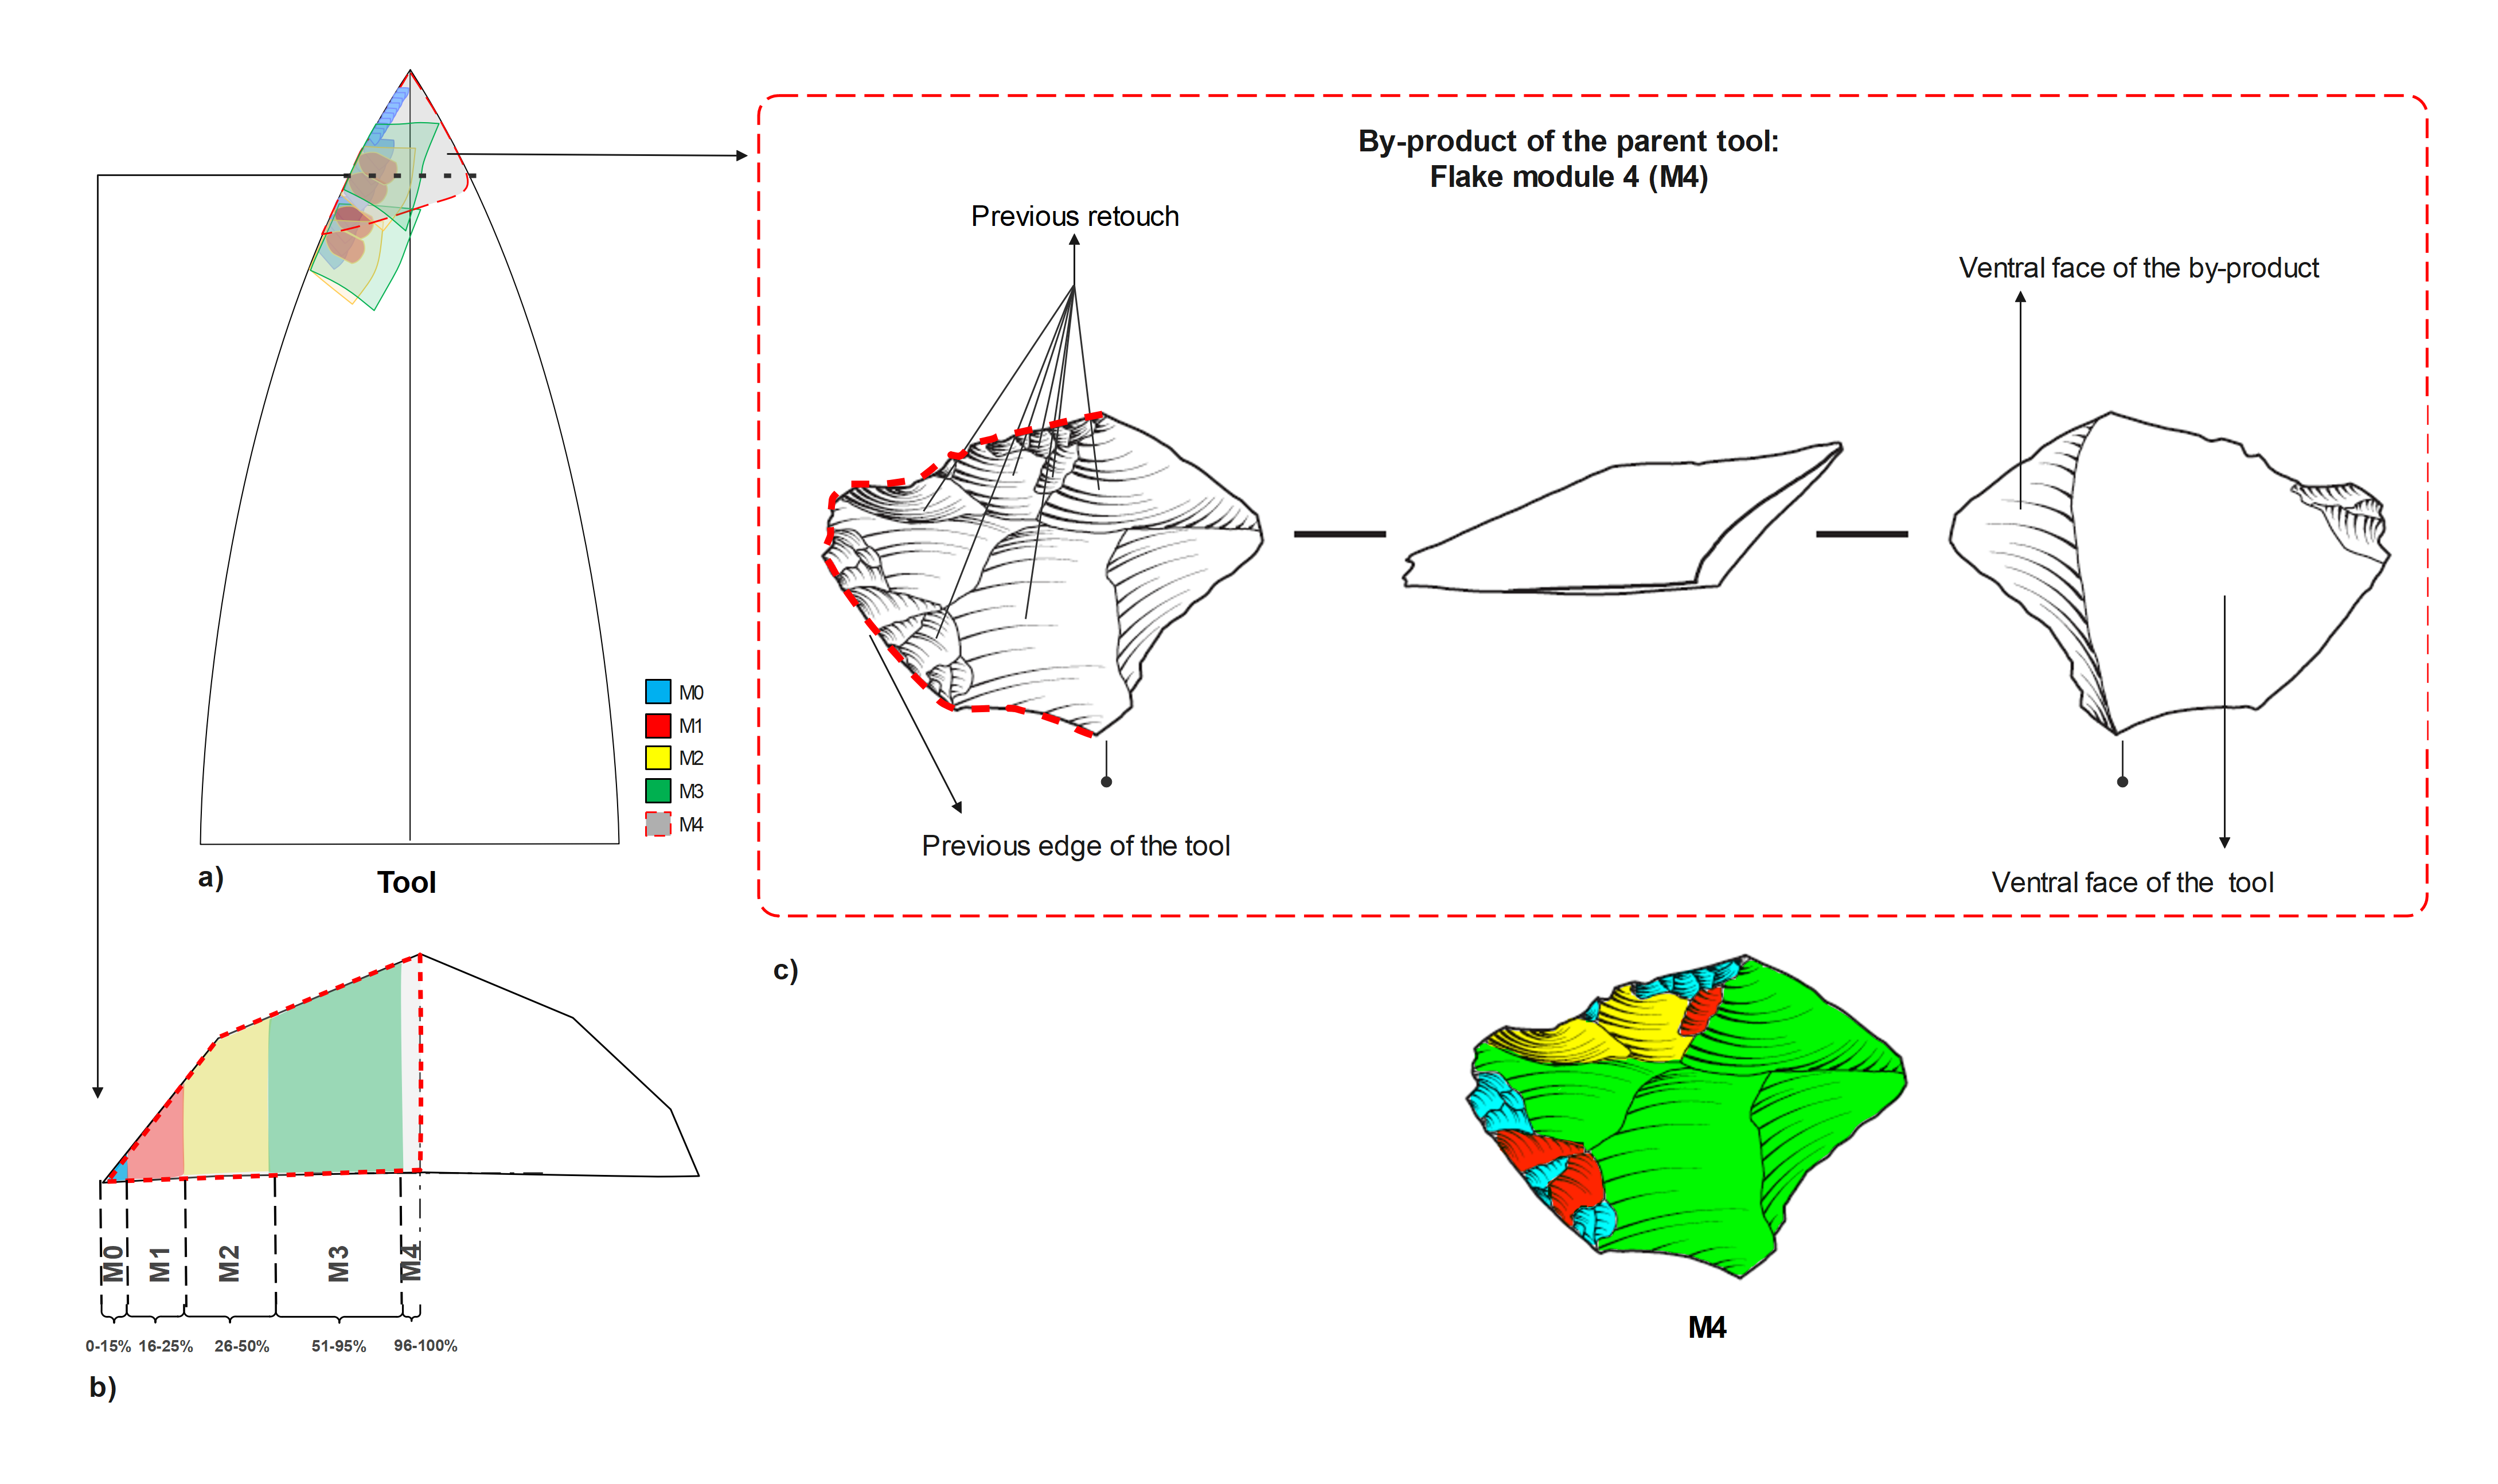 By-product of the parent tool:
Flake module 4 (M4)
Previous retouch
Ventral face of the by-product
M0
M1
M2
M3
M4
Previous edge of the tool
Ventral face of the  tool
a)
Tool
c)
M0
M1
M2
M3
M4
0-15%
16-25%
26-50%
51-95%
96-100%
M4
b)